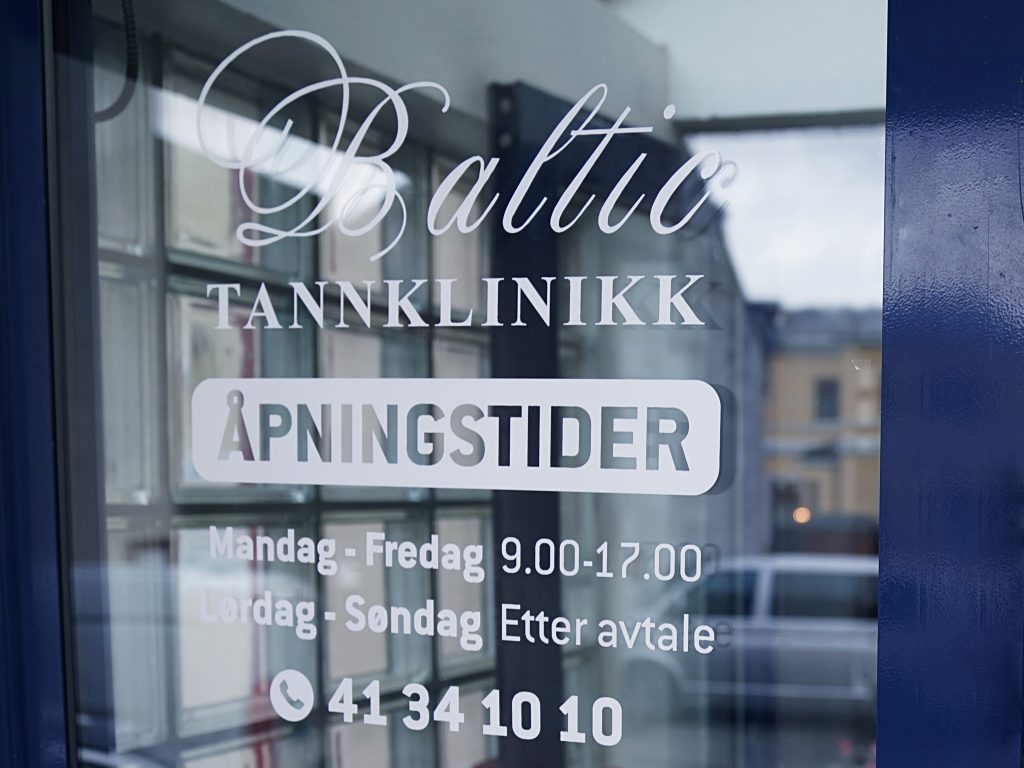 Baltic
TANNKLINIKK
ÅPNINGSTIDER
Mandag - Fredag 9.00-17.00
Lørdag - Søndag Etter avtale
41 34 10 10